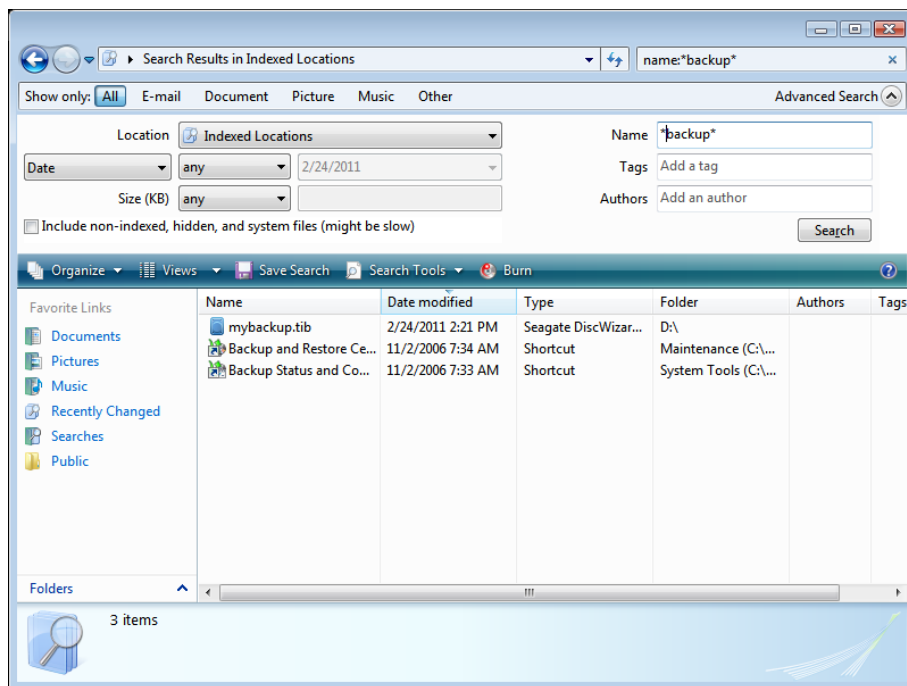 Search Results in Indexed Locations name:*backup*
Show only: All E-mail Document Picture Music Other Advanced Search
Location Indexed Locations Name *backup*
Date any 2/24/2011 Tags Add a tag
Size (KB) any Authors Add an author
Include non-indexed, hidden, and system files (might be slow) Search
Organize Views Save Search Search Tools Burn
Favorite Links
Documents
Pictures
Music
Recently Changed
Searches
Public
Folders
Name Date modified Type Folder Authors Tags
mybackup.tib 2/24/2011 2:21 PM Seagate DiscWizar... D:\
Backup and Restore Ce... 11/2/2006 7:34 AM Shortcut Maintenance (C:\...
Backup Status and Co... 11/2/2006 7:33 AM Shortcut System Tools (C:\...
3 items